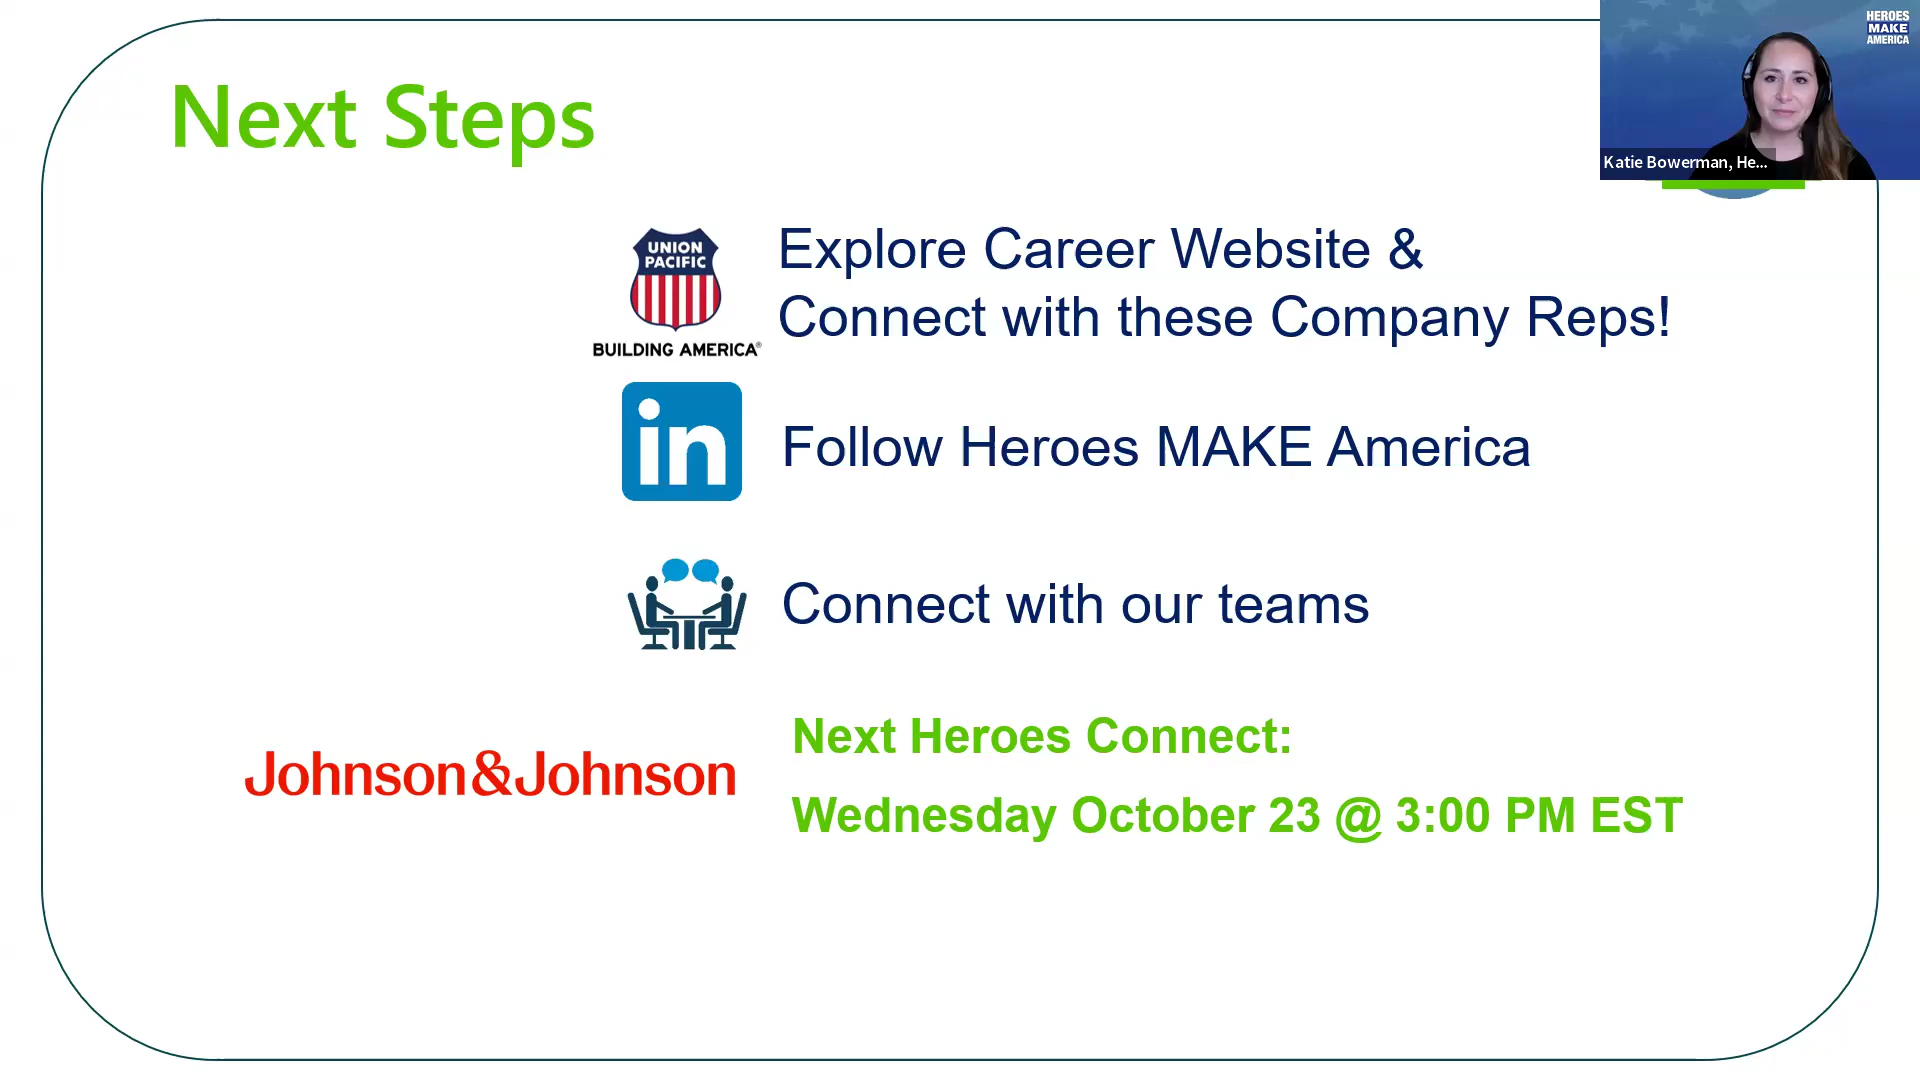 HEROES
MAKE
AMERICA
Katie Bowerman, He...
Next Steps
UNION
PACIFIC
BUILDING AMERICA®
Explore Career Website &
Connect with these Company Reps!
in
Follow Heroes MAKE America
Connect with our teams
Johnson&Johnson
Next Heroes Connect:
Wednesday October 23 @ 3:00 PM EST